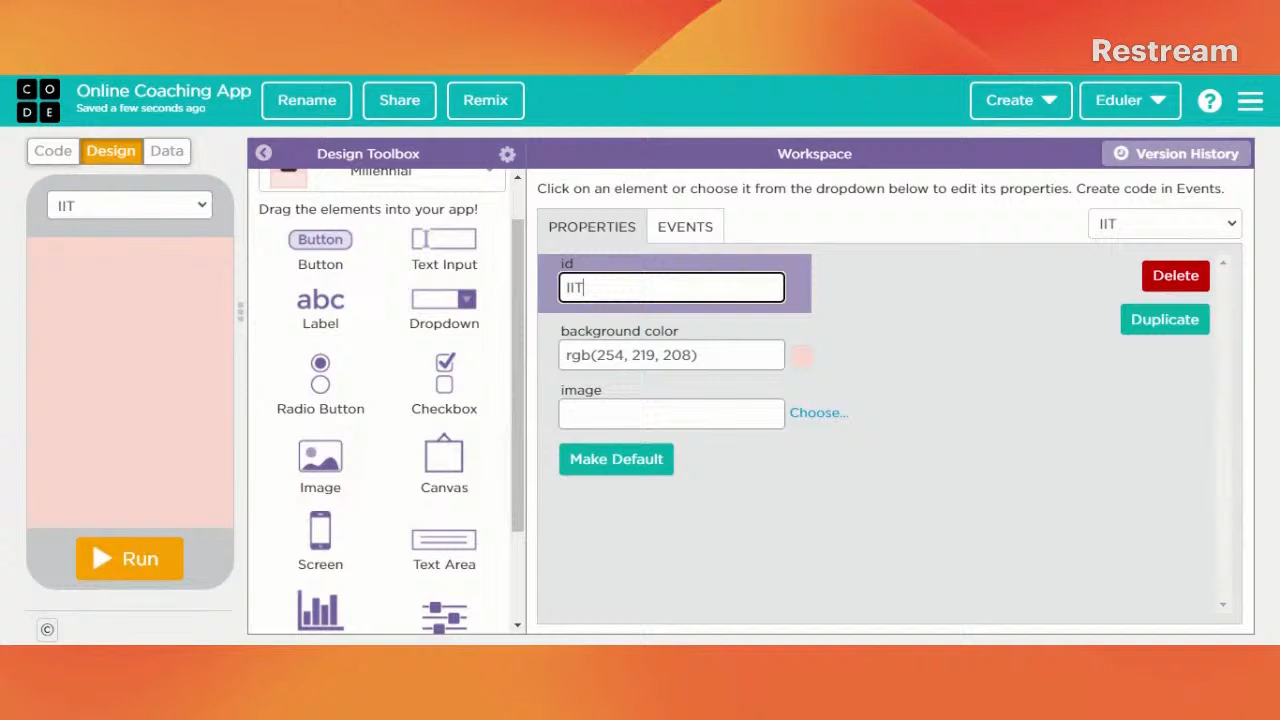 Restream
C O
D E
Online Coaching App
Saved a few seconds ago
Rename
Share
Remix
Create
Eduler
?
Code
Design
Data
Design Toolbox
Workspace
Version History
Millennial
Click on an element or choose it from the dropdown below to edit its properties. Create code in Events.
IIT
Drag the elements into your app!
PROPERTIES
EVENTS
IIT
Button
Button
Text Input
id
IIT
Delete
abc
Label
Dropdown
Duplicate
background color
rgb(254, 219, 208)
Radio Button
Checkbox
image
Choose...
Make Default
Image
Canvas
Screen
Text Area
Run
©